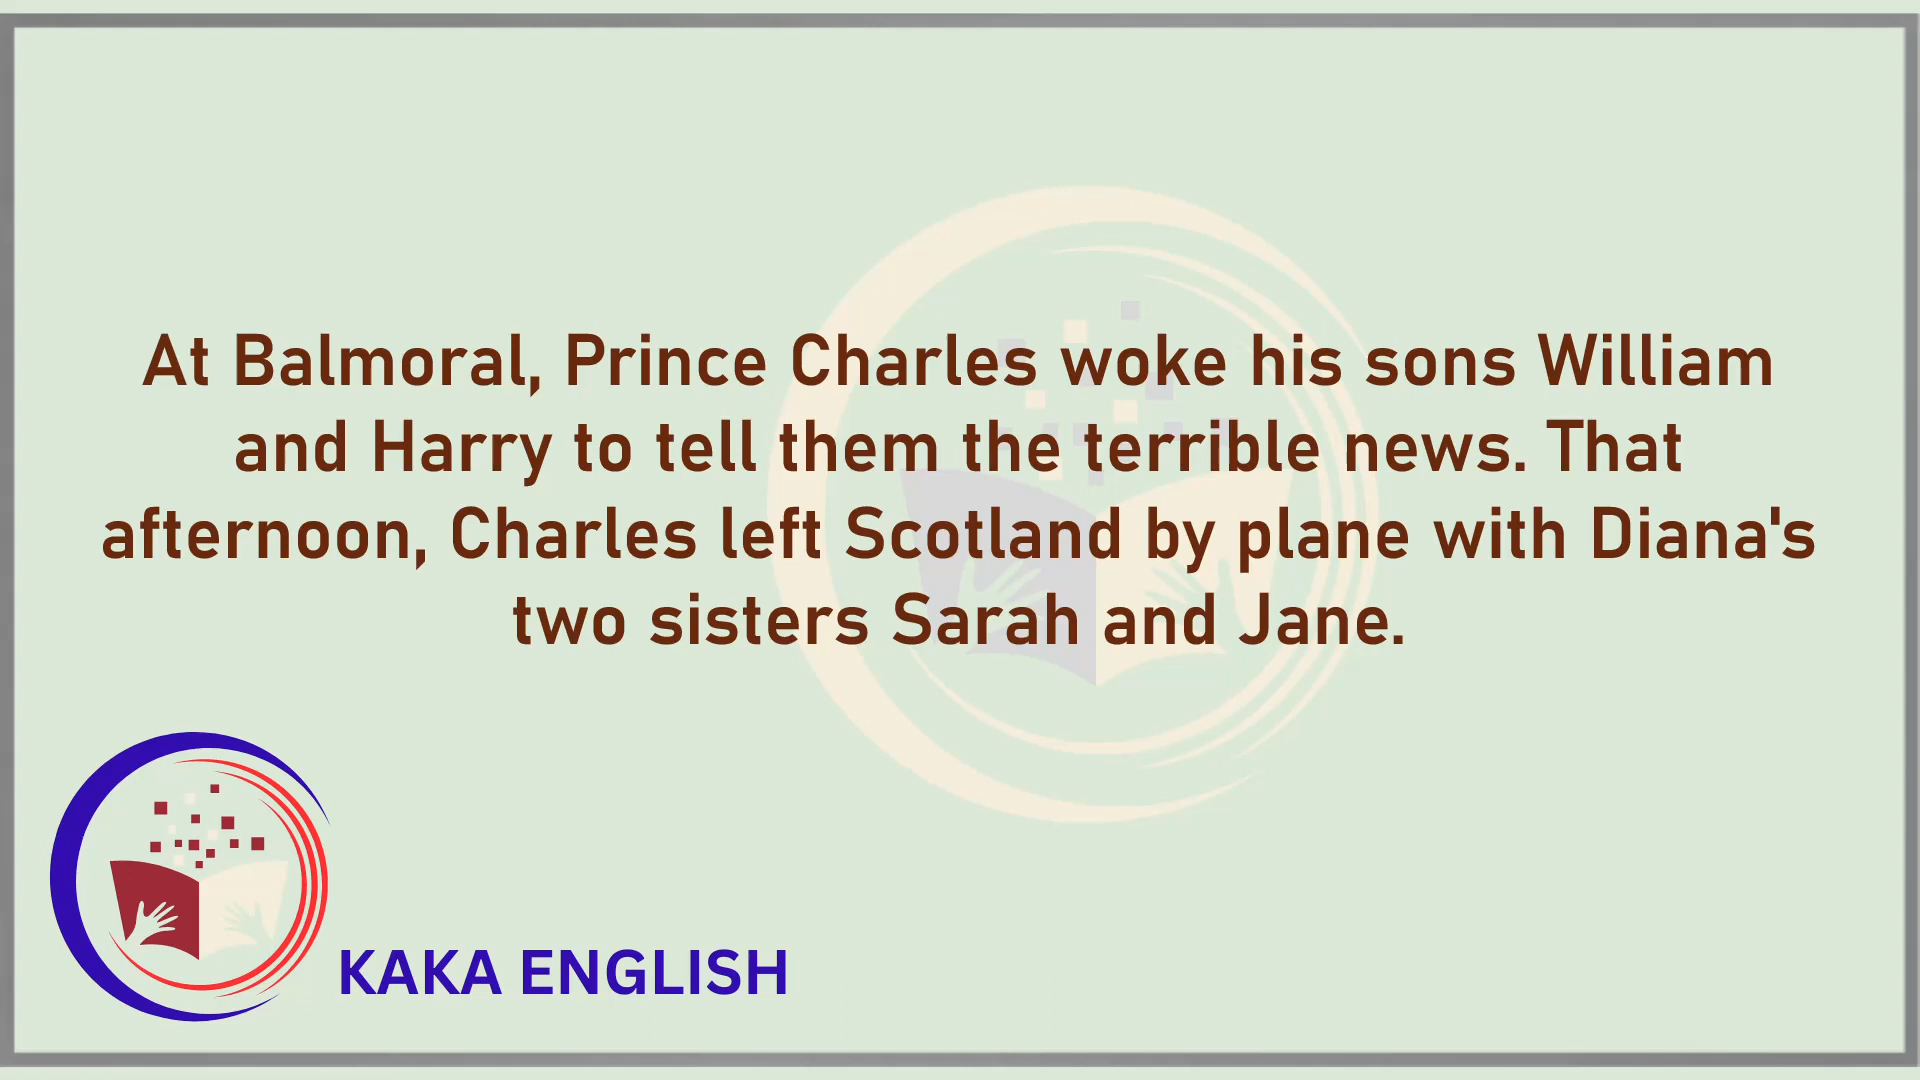 At Balmoral, Prince Charles woke his sons William
and Harry to tell them the terrible news. That
afternoon, Charles left Scotland by plane with Diana's
two sisters Sarah and Jane.
KAKA ENGLISH